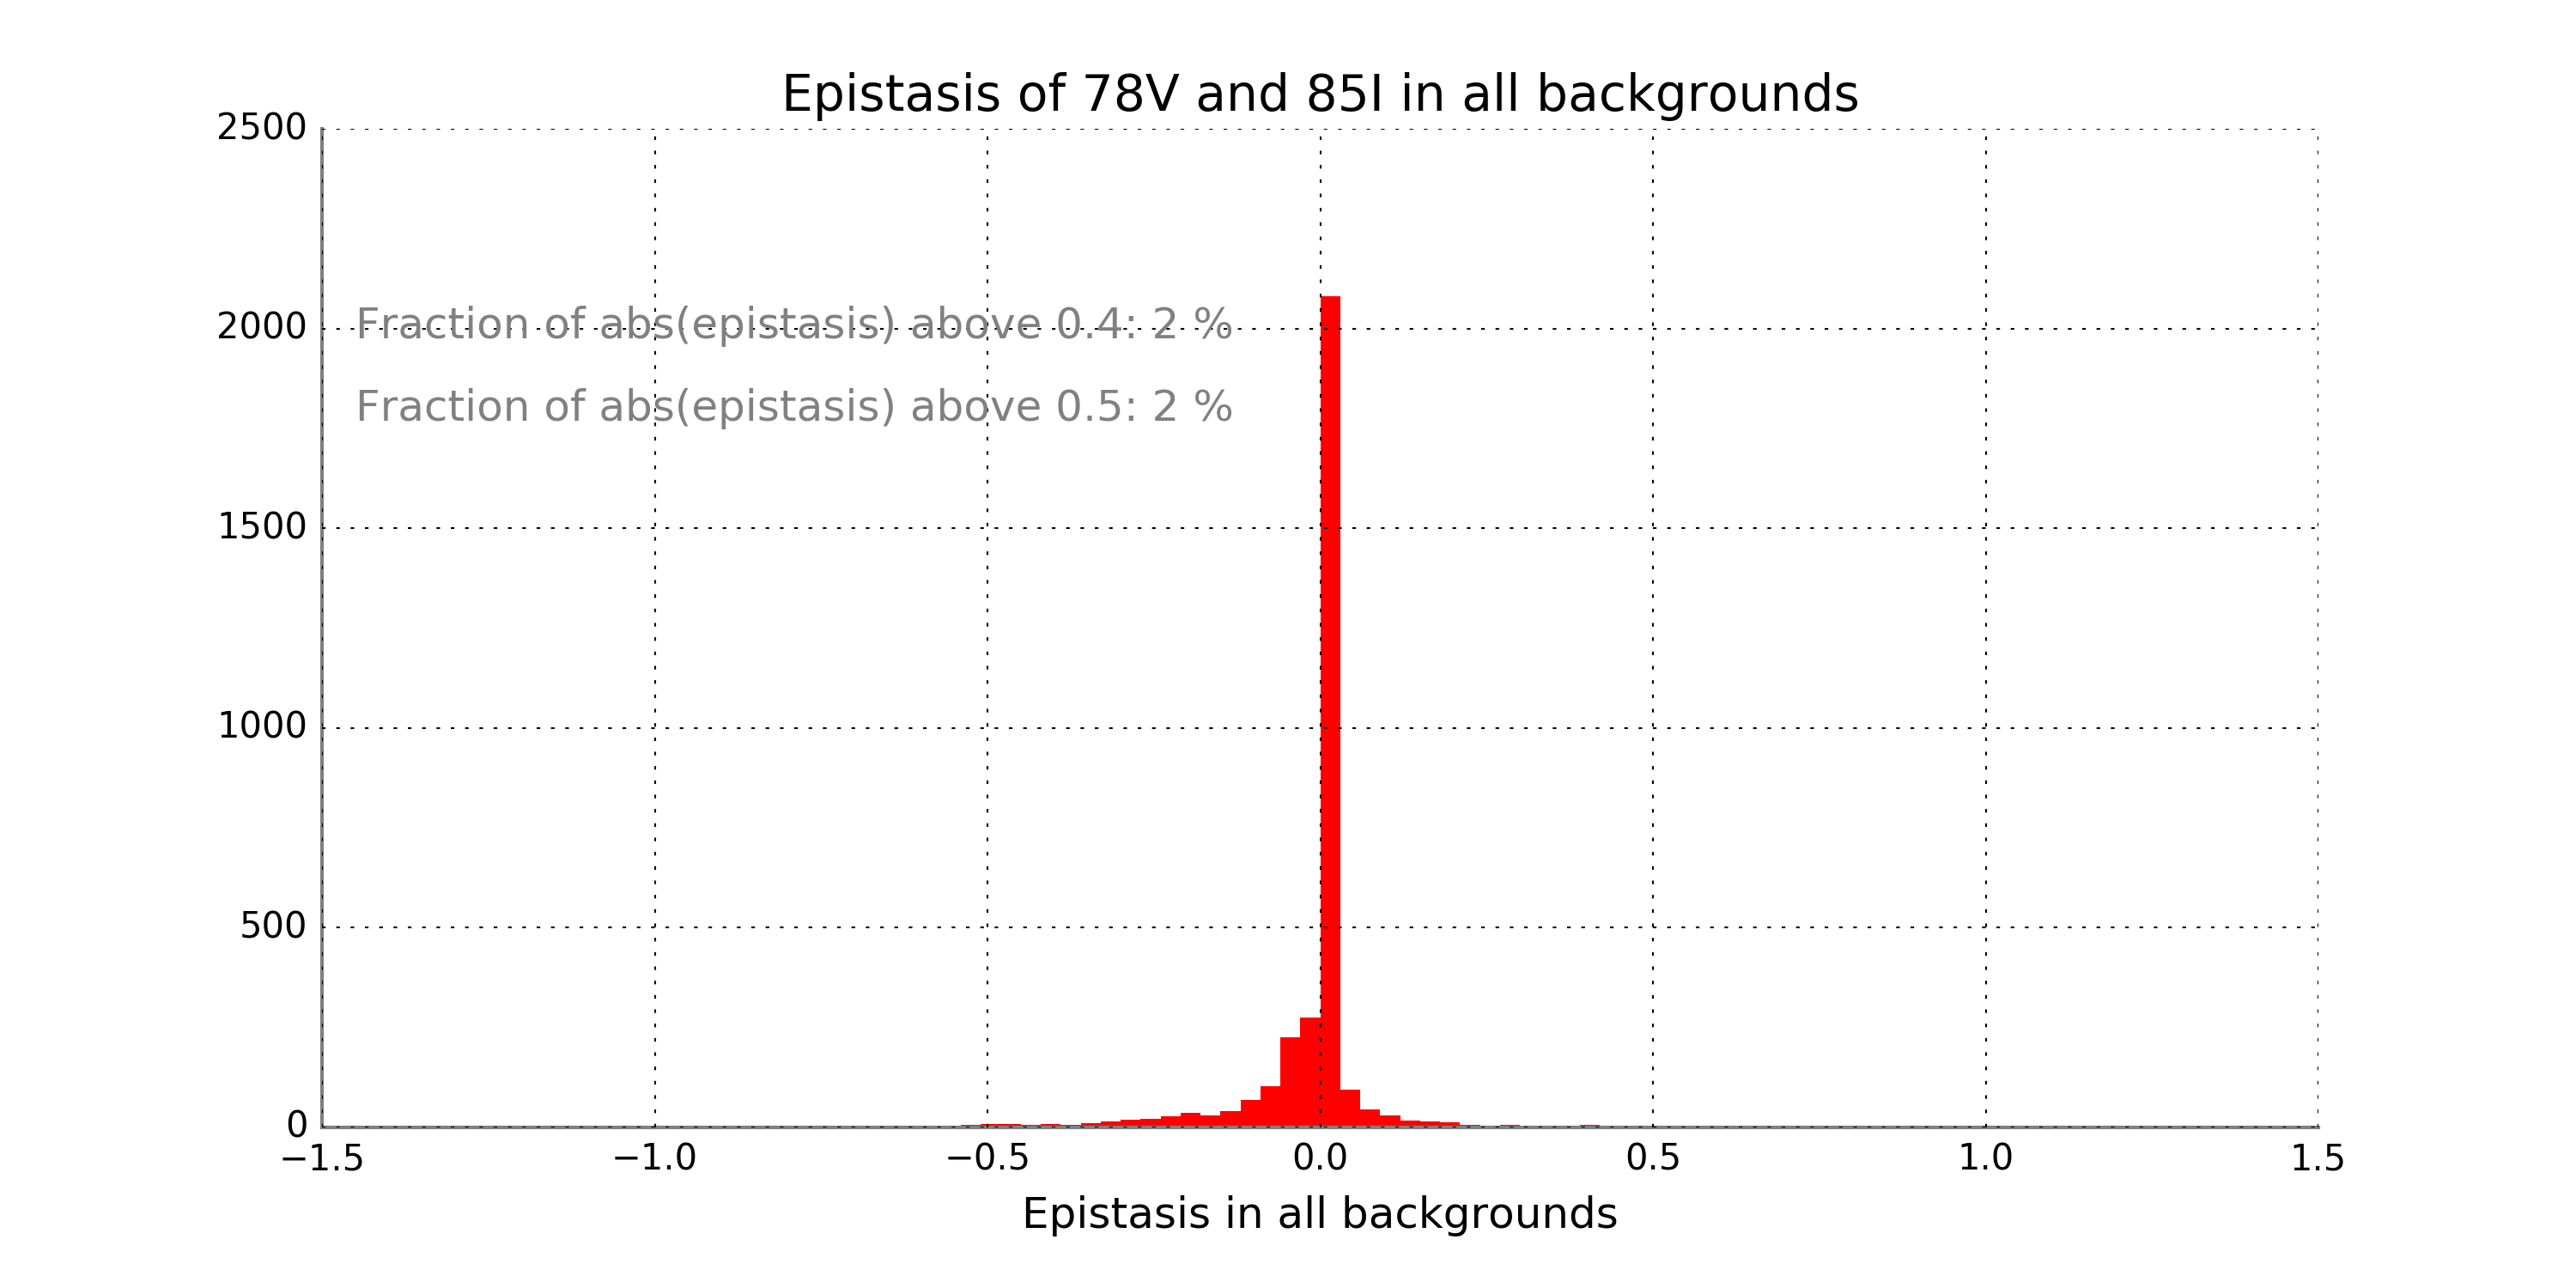 Epistasis of 78V and 85I in all backgrounds
2500
2000
Fraction of abs(epistasis) above 0.4: 2 %
Fraction of abs(epistasis) above 0.5: 2 %
1500
1000
500
0
−1.5 −1.0 −0.5 0.0 0.5 1.0 1.5
Epistasis in all backgrounds